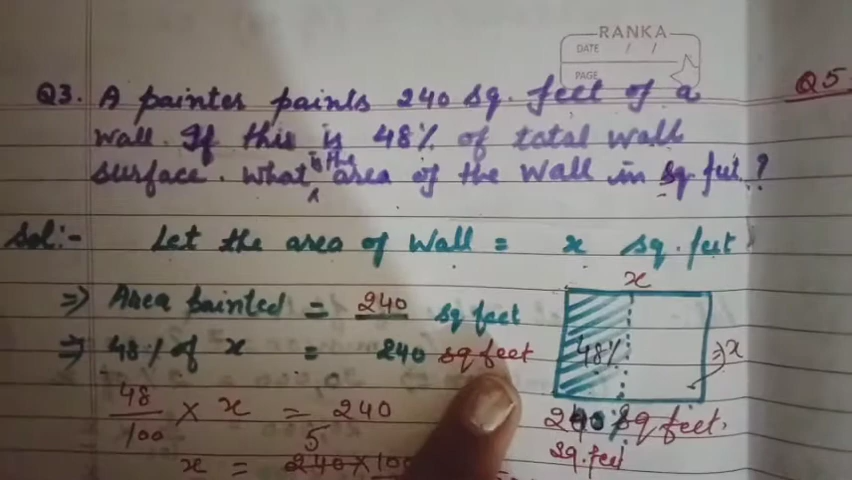 RANKA
DATE / /
PAGE
Q3. A painter paints 240 sq. feet of a
wall. If this is 48% of total wall
surface. what is the area of the wall in sq. feet ?
Q5.
Sol:- Let the area of wall = x sq. feet
⇒ Area painted = 240 sq feet
⇒ 48% of x = 240 sq feet
x
48%
⇒ x
48/100 × x = 240
sq feet.
sq. feet
5
x = 240 × 100